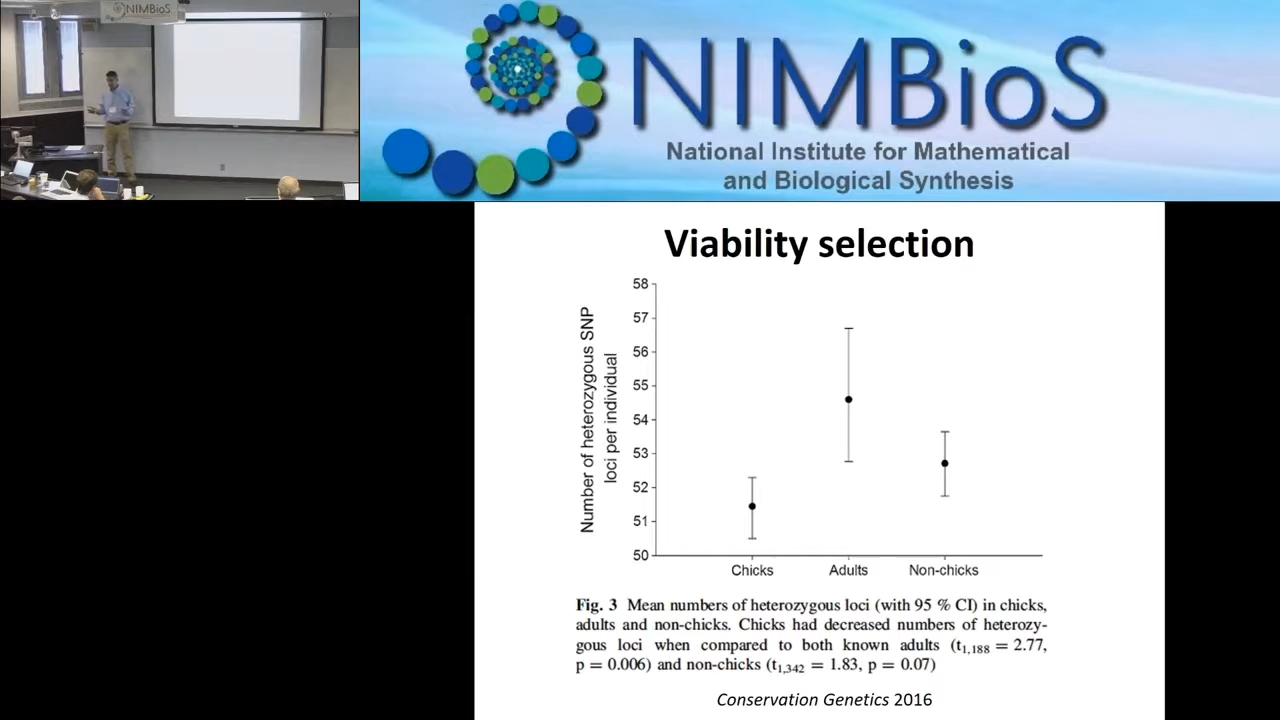 NIMBioS
NIMBioS
National Institute for Mathematical
and Biological Synthesis
Viability selection
Number of heterozygous SNP
loci per individual
58
57
56
55
54
53
52
51
50
Chicks Adults Non-chicks
Fig. 3 Mean numbers of heterozygous loci (with 95 % CI) in chicks,
adults and non-chicks. Chicks had decreased numbers of heterozy-
gous loci when compared to both known adults (t1,188 = 2.77,
p = 0.006) and non-chicks (t1,342 = 1.83, p = 0.07)
Conservation Genetics 2016